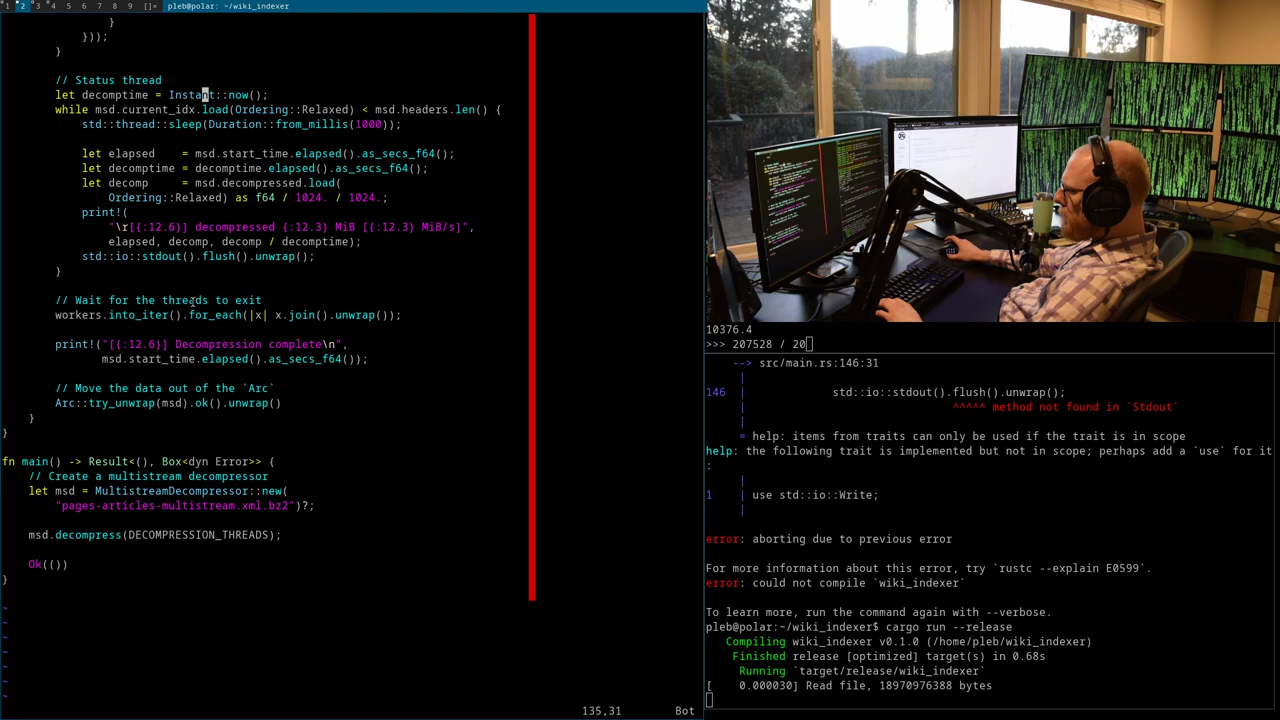 1 2 3 4 5 6 7 8 9 []= pleb@polar: ~/wiki_indexer
}
}));
}
// Status thread
let decomptime = Instant::now();
while msd.current_idx.load(Ordering::Relaxed) < msd.headers.len() {
std::thread::sleep(Duration::from_millis(1000));
let elapsed    = msd.start_time.elapsed().as_secs_f64();
let decomptime = decomptime.elapsed().as_secs_f64();
let decomp     = msd.decompressed.load(
Ordering::Relaxed) as f64 / 1024. / 1024.;
print!(
"\r[{:12.6}] decompressed {:12.3} MiB [{:12.3} MiB/s]",
elapsed, decomp, decomp / decomptime);
std::io::stdout().flush().unwrap();
}
// Wait for the threads to exit
workers.into_iter().for_each(|x| x.join().unwrap());
print!("[{:12.6}] Decompression complete\n",
msd.start_time.elapsed().as_secs_f64());
// Move the data out of the `Arc`
Arc::try_unwrap(msd).ok().unwrap()
}
}
fn main() -> Result<(), Box<dyn Error>> {
// Create a multistream decompressor
let msd = MultistreamDecompressor::new(
"pages-articles-multistream.xml.bz2")?;
msd.decompress(DECOMPRESSION_THREADS);
Ok(())
}
~
~
~
~
~
~
~
135,31 Bot
10376.4
>>> 207528 / 20
--> src/main.rs:146:31
|
146 | std::io::stdout().flush().unwrap();
| ^^^^^ method not found in `Stdout`
|
= help: items from traits can only be used if the trait is in scope
help: the following trait is implemented but not in scope; perhaps add a `use` for it
:
|
1 | use std::io::Write;
|
error: aborting due to previous error
For more information about this error, try `rustc --explain E0599`.
error: could not compile `wiki_indexer`
To learn more, run the command again with --verbose.
pleb@polar:~/wiki_indexer$ cargo run --release
Compiling wiki_indexer v0.1.0 (/home/pleb/wiki_indexer)
Finished release [optimized] target(s) in 0.68s
Running `target/release/wiki_indexer`
[    0.000030] Read file, 18970976388 bytes